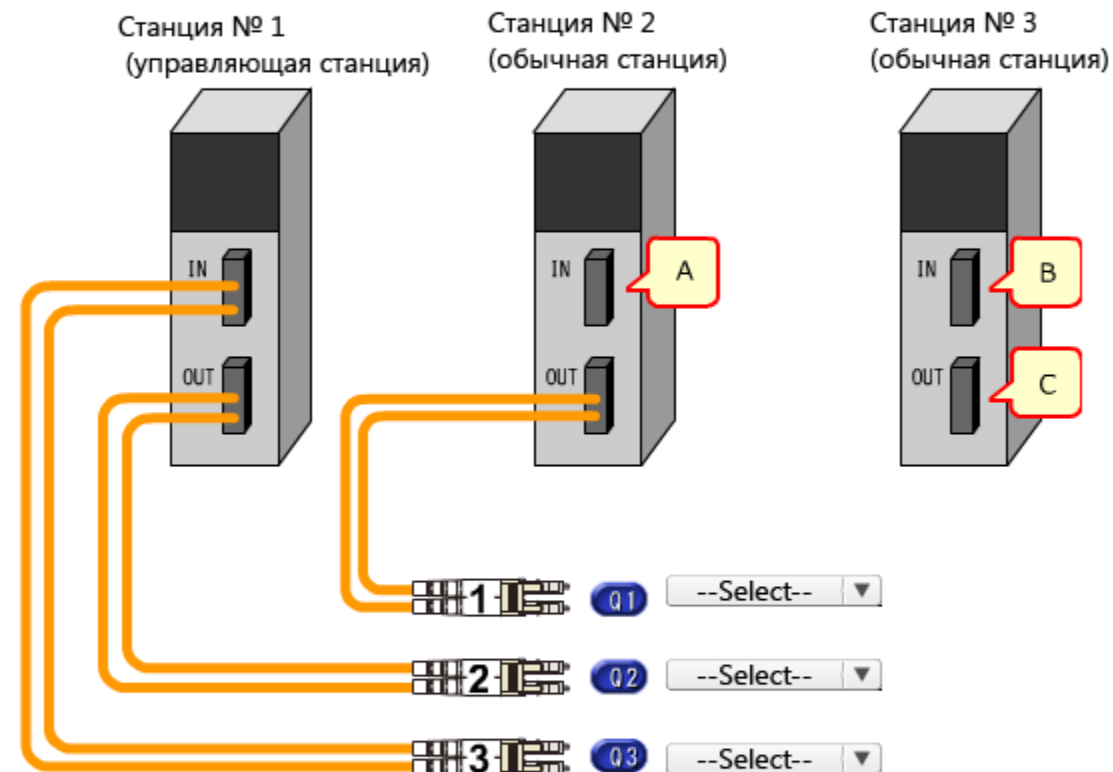 Станция № 1
(управляющая станция)
Станция № 2
(обычная станция)
Станция № 3
(обычная станция)
IN
OUT
IN
A
OUT
IN
B
OUT
C
1
Q1
--Select--
2
Q2
--Select--
3
Q3
--Select--